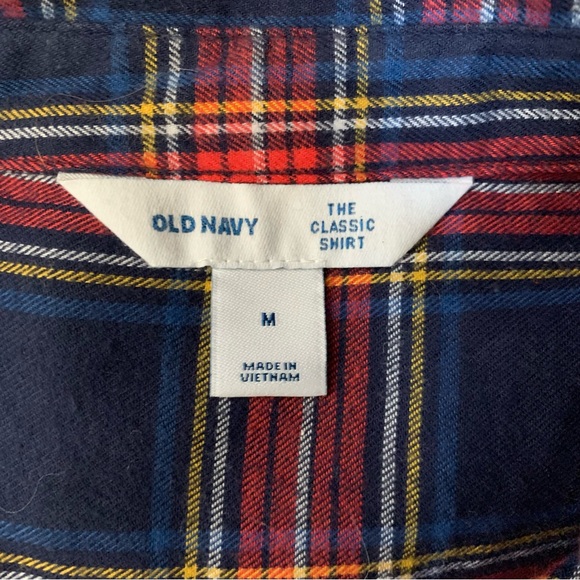 OLD NAVY
THE
CLASSIC
SHIRT
M
MADE IN
VIETNAM